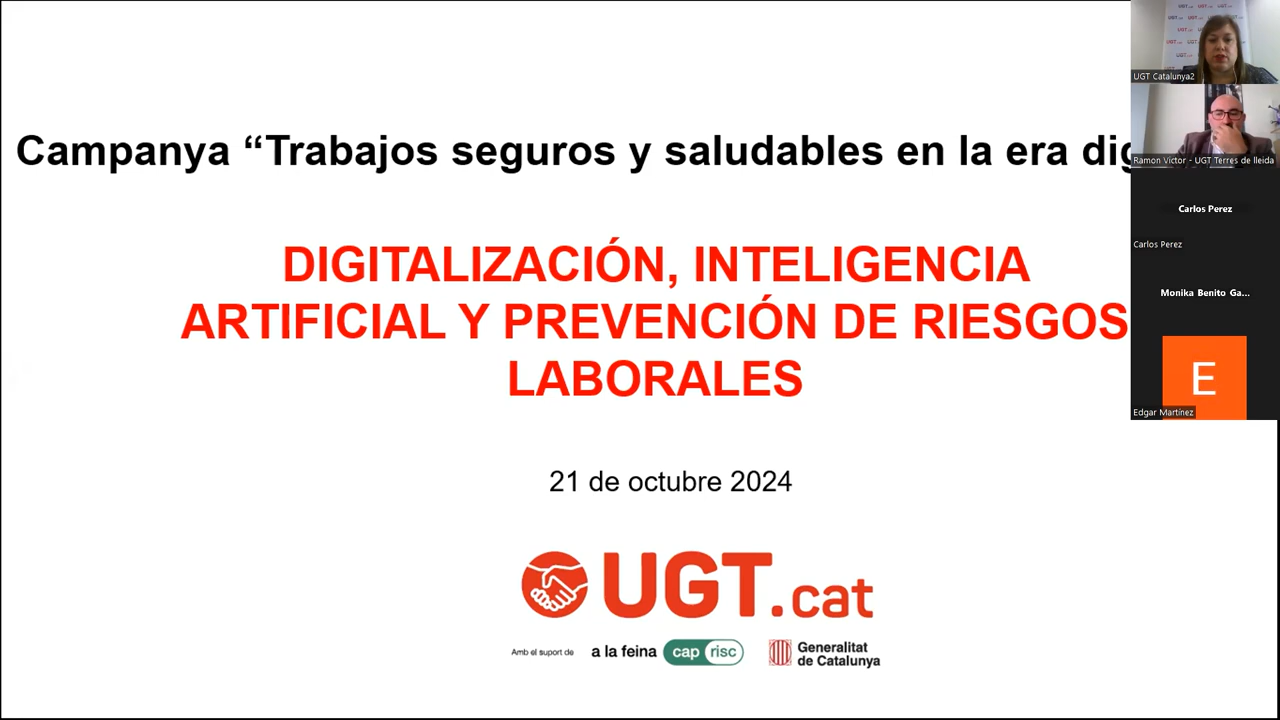 Campanya “Trabajos seguros y saludables en la era dig
DIGITALIZACIÓN, INTELIGENCIA
ARTIFICIAL Y PREVENCIÓN DE RIESGOS
LABORALES
21 de octubre 2024
UGT.cat
Amb el suport de
a la feina cap risc
Generalitat
de Catalunya
UGT Catalunya2
Ramon Víctor - UGT Terres de lleida
Carlos Perez
Carlos Perez
Monika Benito Ga...
E
Edgar Martínez